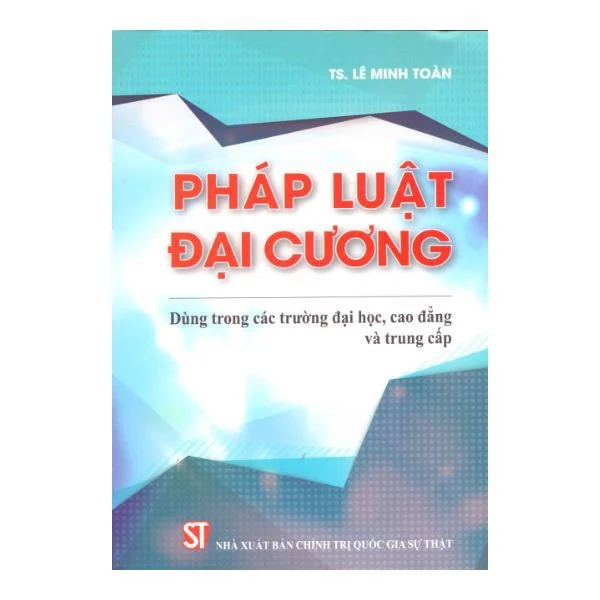 TS. LÊ MINH TOÀN
PHÁP LUẬT
ĐẠI CƯƠNG
Dùng trong các trường đại học, cao đẳng
và trung cấp
ST
NHÀ XUẤT BẢN CHÍNH TRỊ QUỐC GIA SỰ THẬT